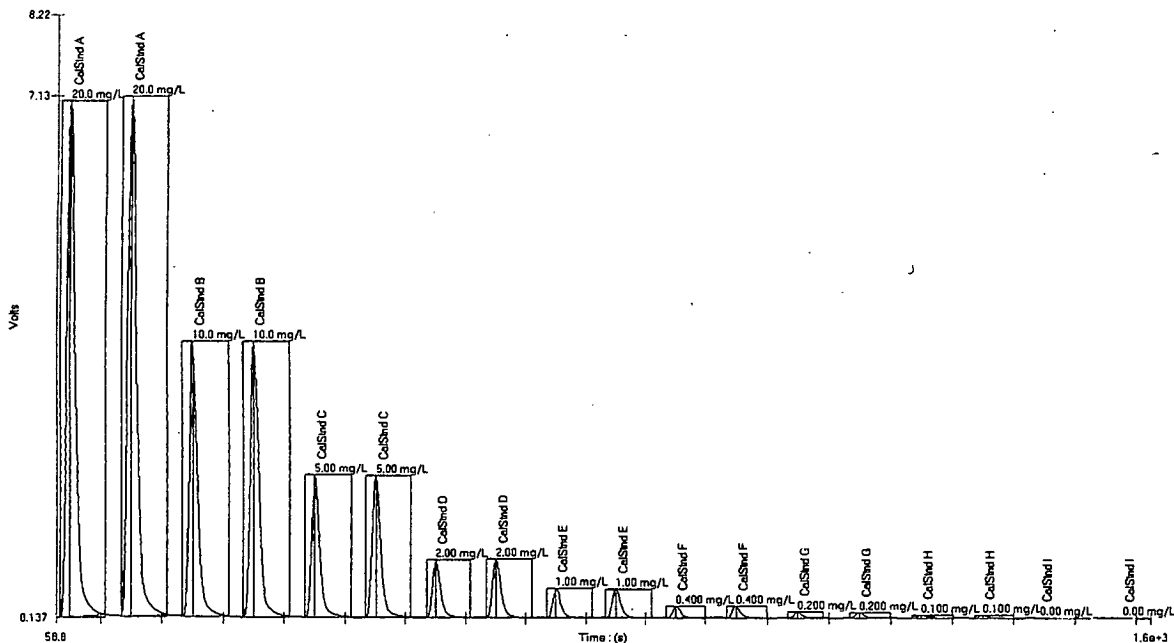 8.22
7.13
Volts
0.137
58.8
Time : (s)
1.6e+3
CalStnd A
20.0 mg/L
CalStnd A
20.0 mg/L
CalStnd B
10.0 mg/L
CalStnd B
10.0 mg/L
CalStnd C
5.00 mg/L
CalStnd C
5.00 mg/L
CalStnd D
2.00 mg/L
CalStnd D
2.00 mg/L
CalStnd E
1.00 mg/L
CalStnd E
1.00 mg/L
CalStnd F
0.400 mg/L
CalStnd F
0.400 mg/L
CalStnd G
0.200 mg/L
CalStnd G
0.200 mg/L
CalStnd H
0.100 mg/L
CalStnd H
0.100 mg/L
CalStnd I
0.00 mg/L
CalStnd I
0.00 mg/L